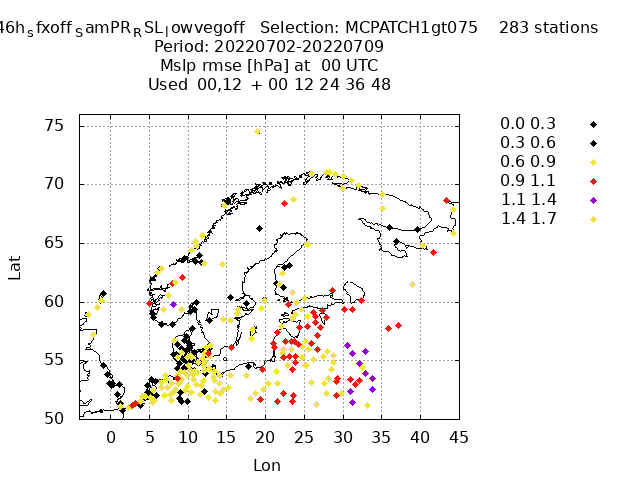 46h_s fxoff_S amPR_R SL_l owvegoff   Selection: MCPATCH1gt075    283 stations
Period: 20220702-20220709
Mslp rmse [hPa] at  00 UTC
Used  00,12  + 00 12 24 36 48
0.0 0.3
0.3 0.6
0.6 0.9
0.9 1.1
1.1 1.4
1.4 1.7
75
70
65
60
55
50
Lat
0 5 10 15 20 25 30 35 40 45
Lon